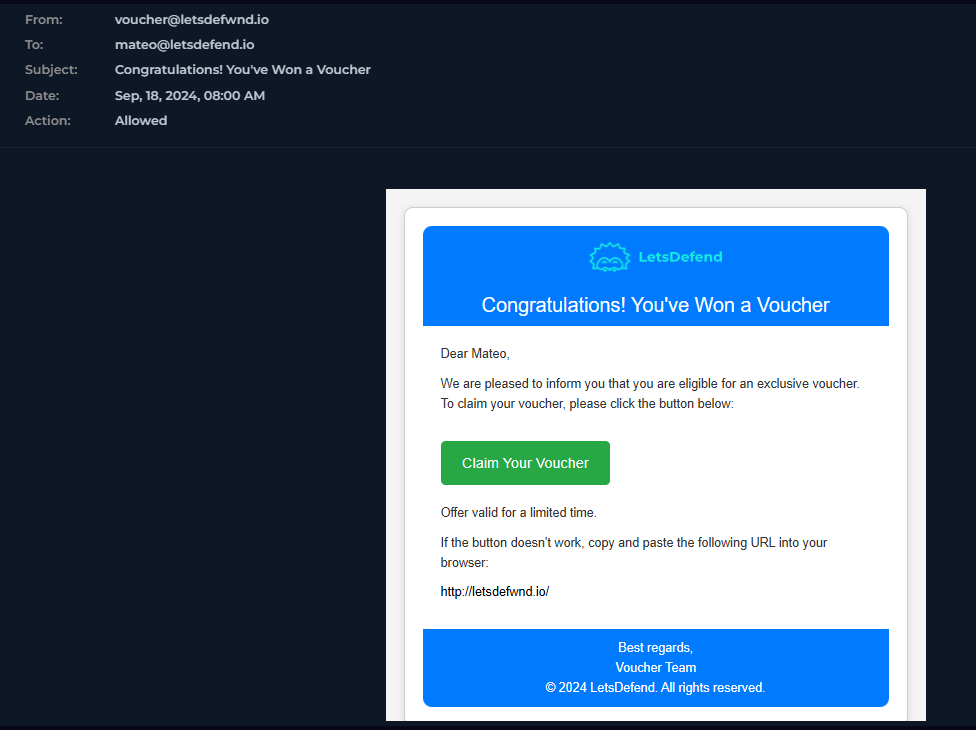 From: voucher@letsdefwnd.io
To: mateo@letsdefend.io
Subject: Congratulations! You've Won a Voucher
Date: Sep, 18, 2024, 08:00 AM
Action: Allowed
LetsDefend
Congratulations! You've Won a Voucher
Dear Mateo,
We are pleased to inform you that you are eligible for an exclusive voucher.
To claim your voucher, please click the button below:
Claim Your Voucher
Offer valid for a limited time.
If the button doesn't work, copy and paste the following URL into your
browser:
http://letsdefwnd.io/
Best regards,
Voucher Team
© 2024 LetsDefend. All rights reserved.